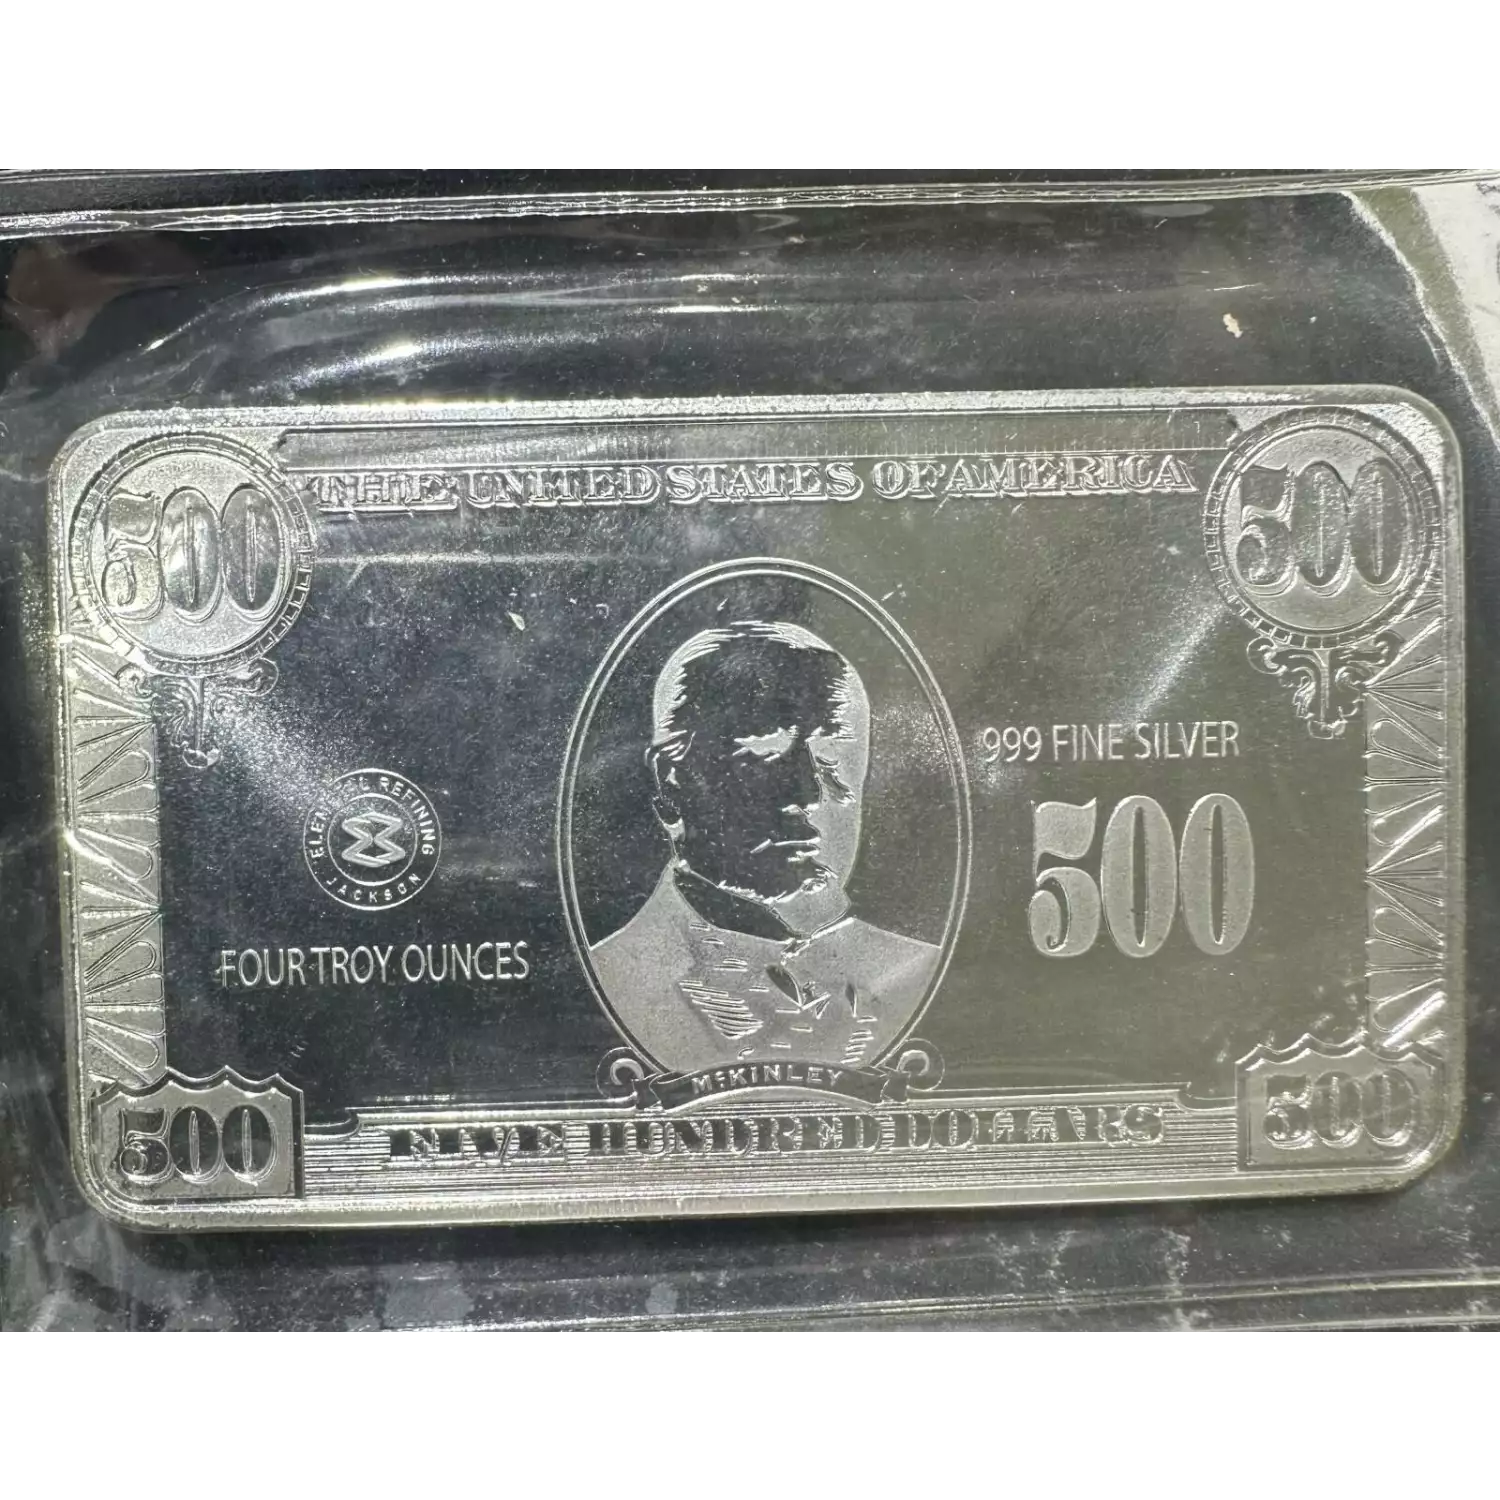 500 THE UNITED STATES OF AMERICA 500
999 FINE SILVER
500
ELEMETAL REFINING
JACKSON
FOUR TROY OUNCES
McKINLEY
500 FIVE HUNDRED DOLLARS 500